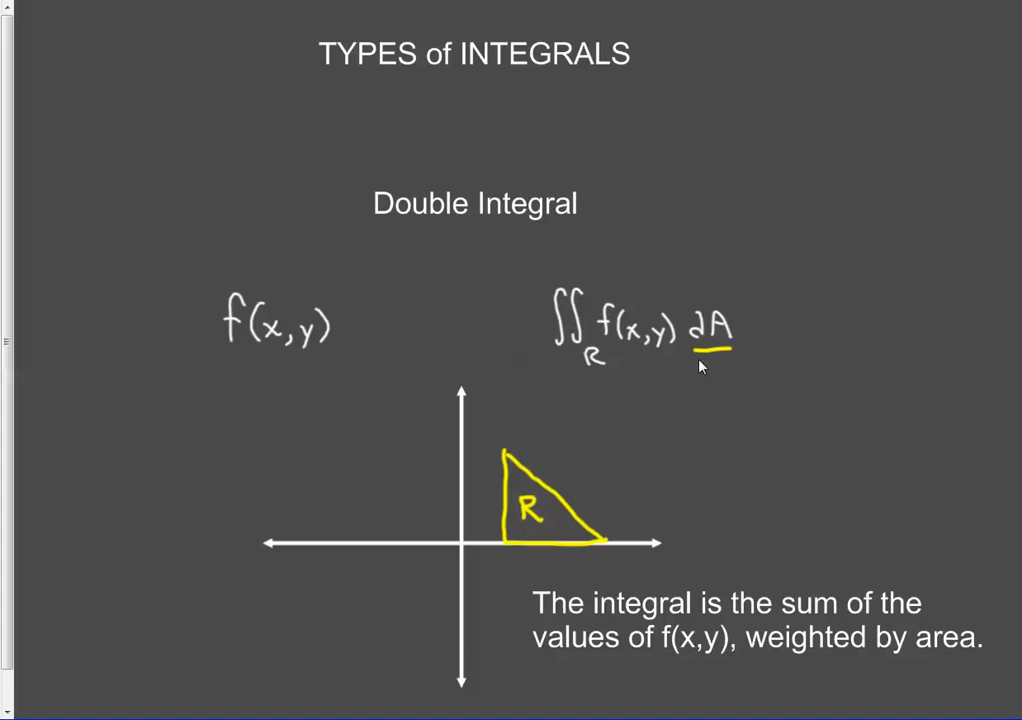 TYPES of INTEGRALS
Double Integral
f(x,y)
∬_R f(x,y) dA
R
The integral is the sum of the
values of f(x,y), weighted by area.